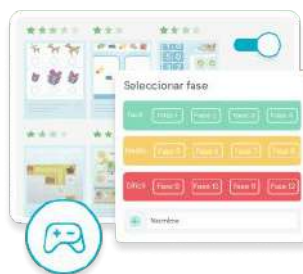 Seleccionar fase
Fácil Fase 1 Fase 2 Fase 3 Fase 4
Medio Fase 5 Fase 6 Fase 7 Fase 8
Difícil Fase 9 Fase 10 Fase 11 Fase 12
Nombre